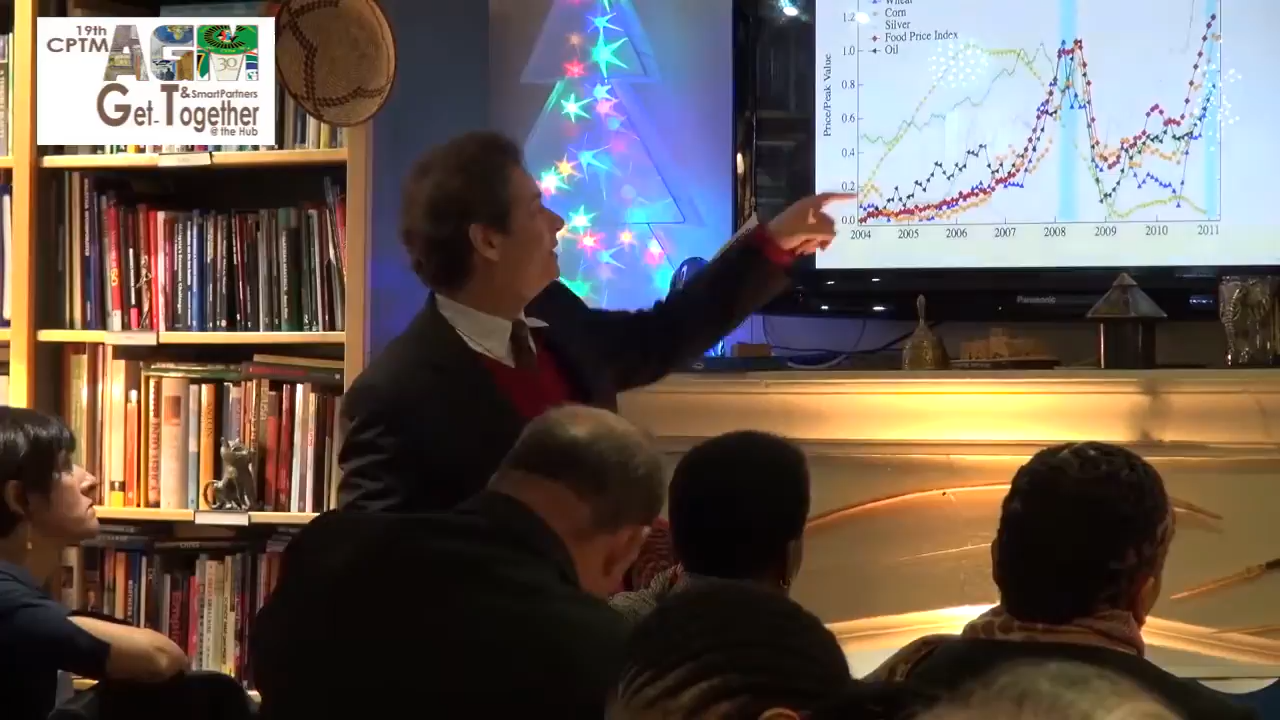 19th
CPTM AGM
30
& SmartPartners
Get-Together
@ the Hub
Wheat
Corn
Silver
Food Price Index
Oil
Price/Peak Value
1.2
1.0
0.8
0.6
0.4
0.2
0.0
2004 2005 2006 2007 2008 2009 2010 2011
Panasonic